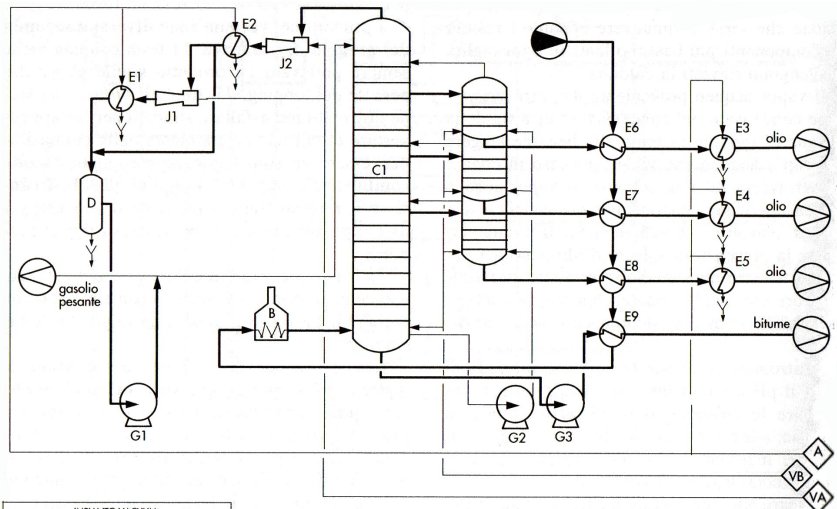 E2
J2
E1
J1
E6
E3
olio
C1
D
E7
E4
olio
gasolio
pesante
B
E8
E5
olio
E9
bitume
G1
G2
G3
A
VB
VA